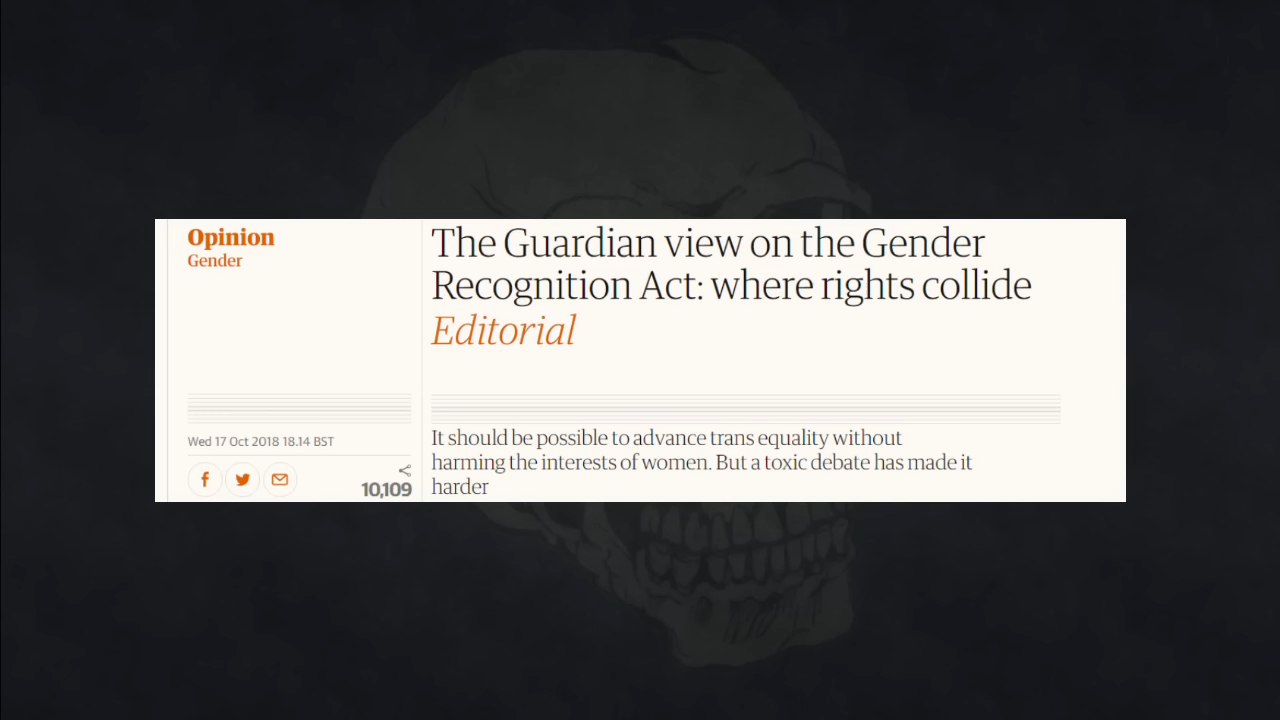 Opinion
Gender
The Guardian view on the Gender
Recognition Act: where rights collide
Editorial
Wed 17 Oct 2018 18.14 BST
10,109
It should be possible to advance trans equality without
harming the interests of women. But a toxic debate has made it
harder